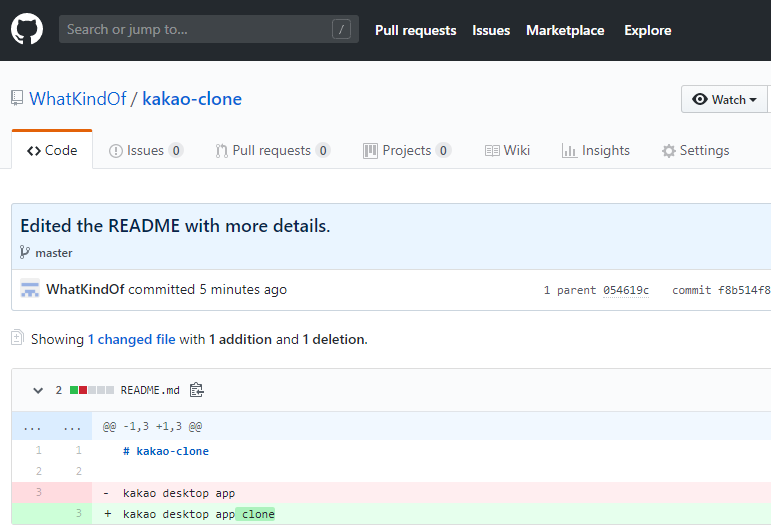 Search or jump to... / Pull requests Issues Marketplace Explore
WhatKindOf / kakao-clone Watch
Code Issues 0 Pull requests 0 Projects 0 Wiki Insights Settings
Edited the README with more details.
master
WhatKindOf committed 5 minutes ago 1 parent 054619c commit f8b514f8
Showing 1 changed file with 1 addition and 1 deletion.
2 README.md
... ... @@ -1,3 +1,3 @@
1 1 # kakao-clone
2 2
3 - kakao desktop app
3 + kakao desktop app clone